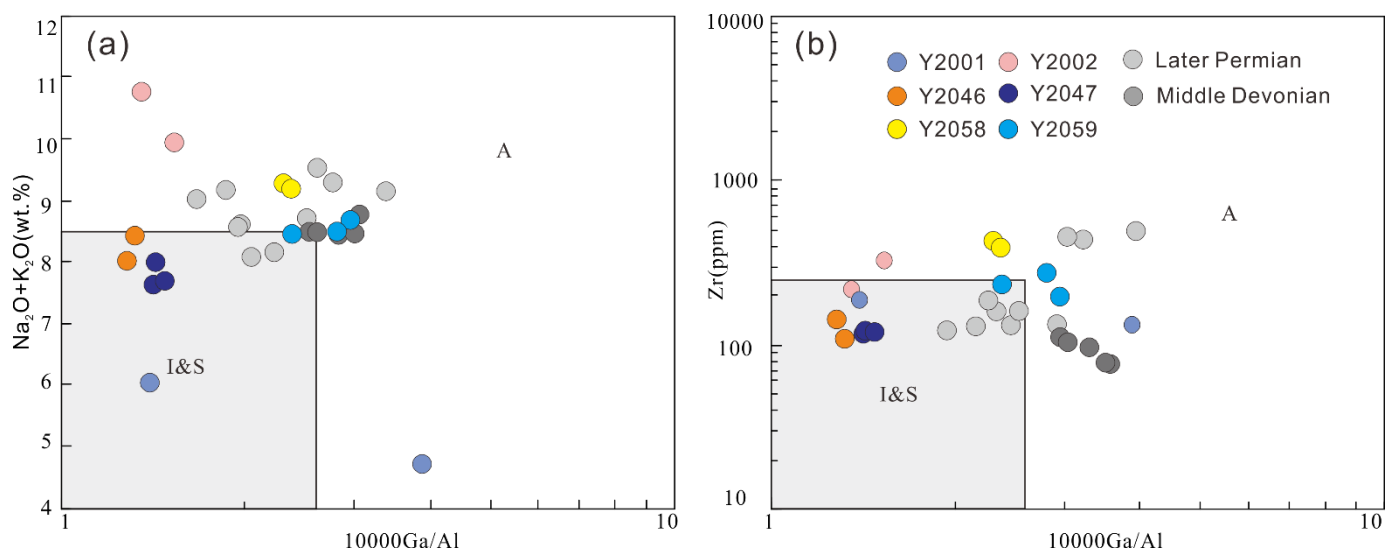 (a)
12
11
10
9
8
7
6
5
4
Na2O+K2O(wt.%)
A
I&S
1
10
10000Ga/Al
(b)
10000
1000
100
10
Zr(ppm)
Y2001
Y2002
Later Permian
Y2046
Y2047
Middle Devonian
Y2058
Y2059
A
I&S
1
10
10000Ga/Al